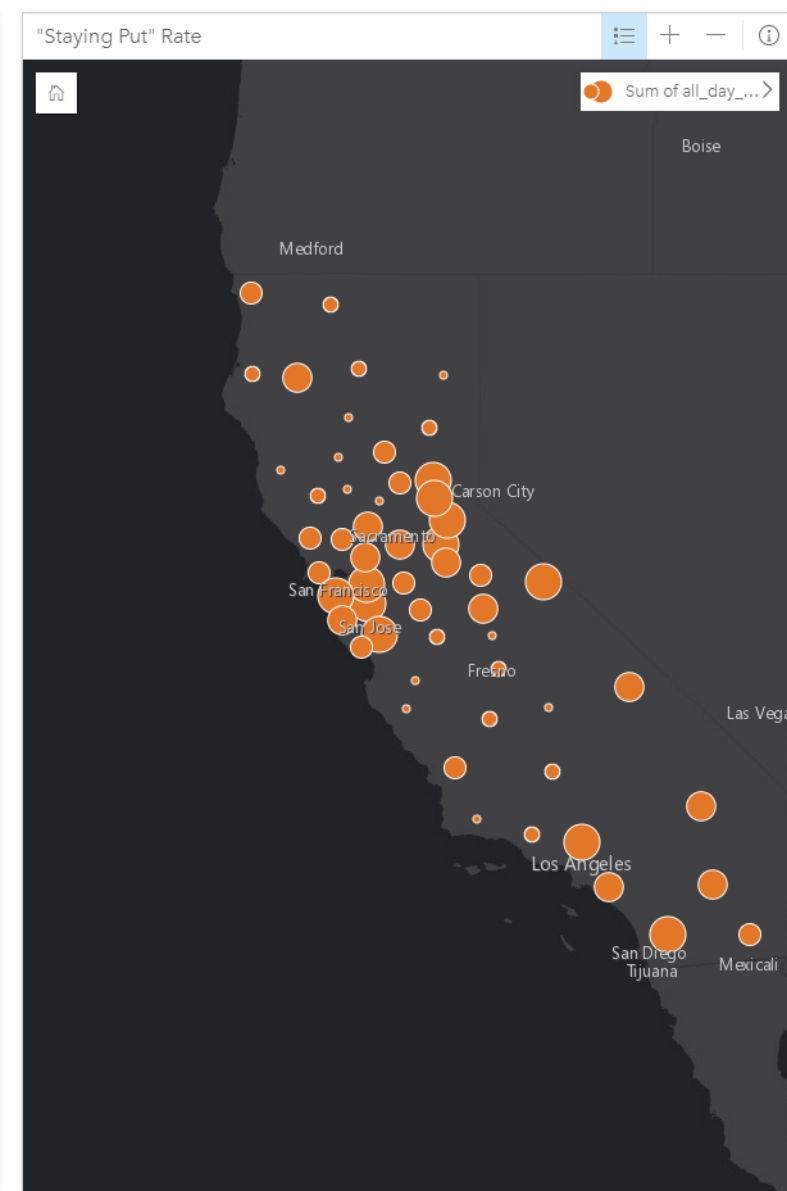 "Staying Put" Rate
Sum of all_day_...
Boise
Medford
Carson City
Sacramento
San Francisco
San Jose
Fresno
Las Vega
Los Angeles
San Diego
Tijuana
Mexicali